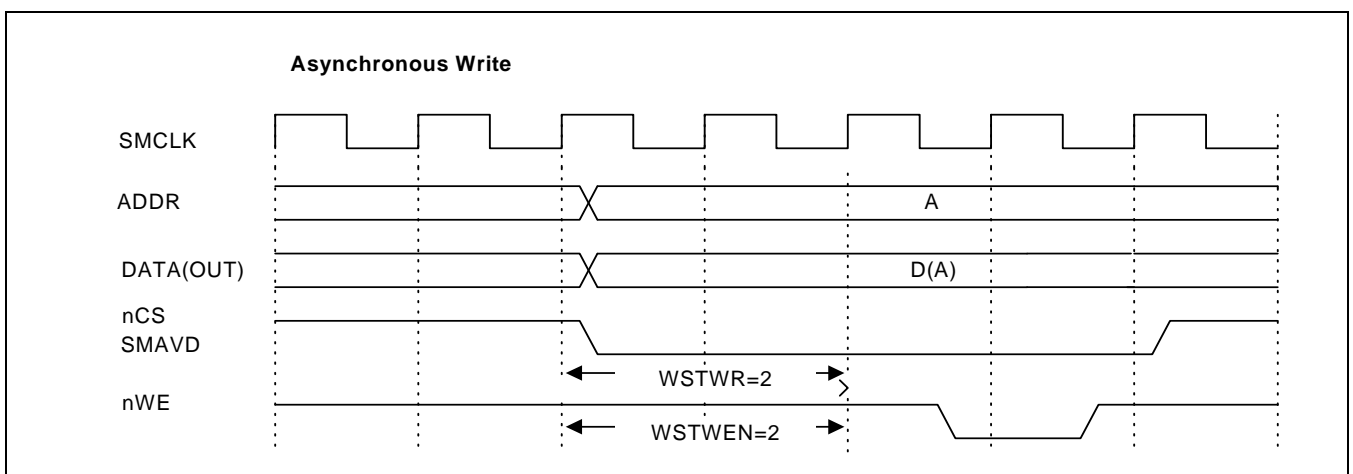 Asynchronous Write
SMCLK
ADDR
A
DATA(OUT)
D(A)
nCS
SMAVD
WSTWR=2
nWE
WSTWEN=2